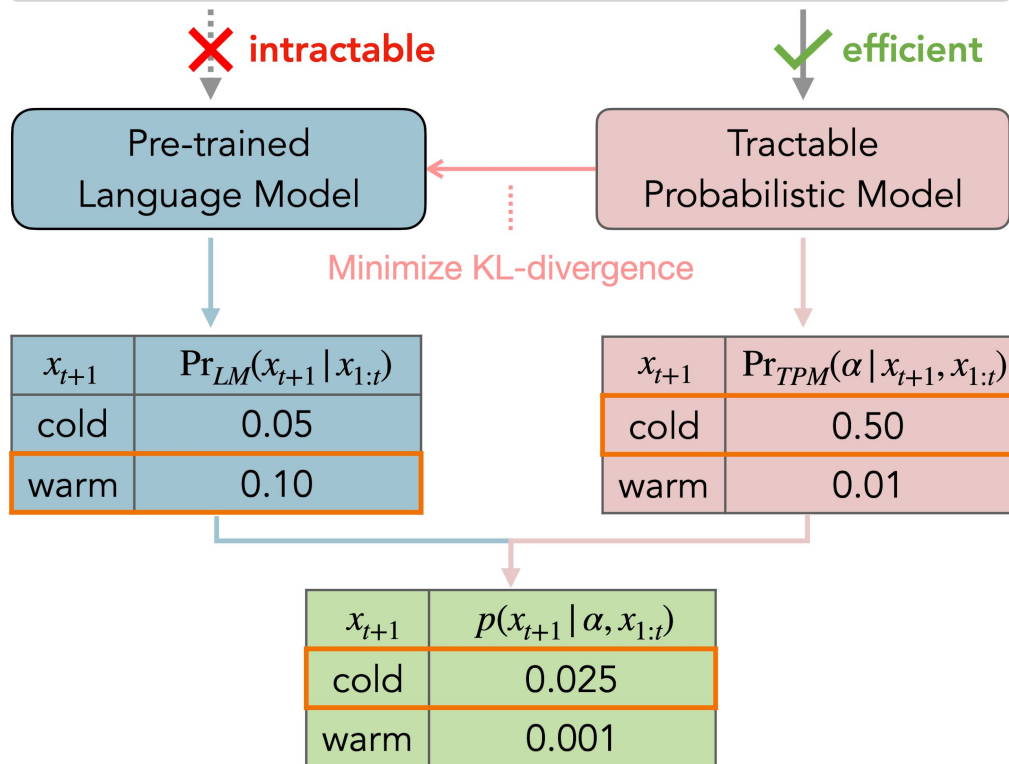 intractable
efficient
Pre-trained
Language Model
Tractable
Probabilistic Model
Minimize KL-divergence
x_{t+1} Pr_{LM}(x_{t+1} | x_{1:t})
cold 0.05
warm 0.10
x_{t+1} Pr_{TPM}(α | x_{t+1}, x_{1:t})
cold 0.50
warm 0.01
x_{t+1} p(x_{t+1} | α, x_{1:t})
cold 0.025
warm 0.001